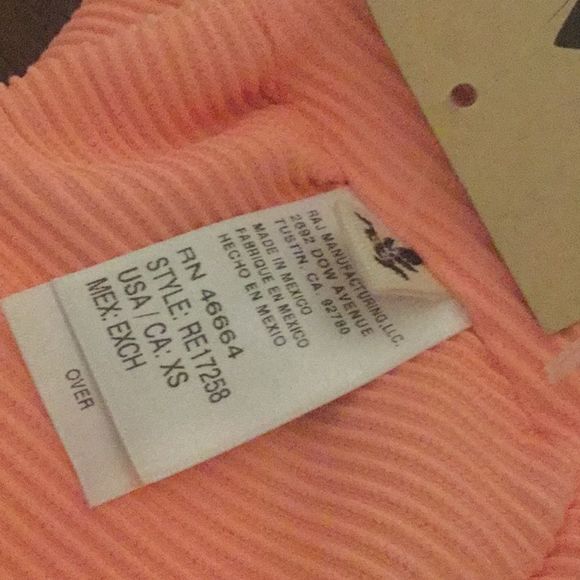 RAJ MANUFACTURING,LLC.
2692 DOW AVENUE
TUSTIN, CA. 92780
MADE IN MEXICO
FABRIQUE EN MEXICO
HECHO EN MEXIO
RN 46664
STYLE: RE17258
USA / CA: XS
MEX: EXCH
OVER